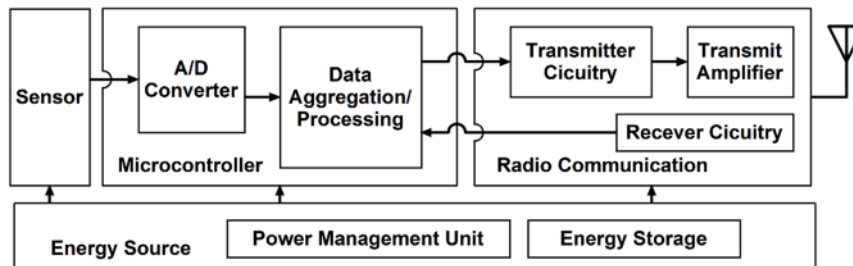 Sensor
A/D
Converter
Data
Aggregation/
Processing
Microcontroller
Transmitter
Cicuitry
Transmit
Amplifier
Recever Cicuitry
Radio Communication
Energy Source
Power Management Unit
Energy Storage